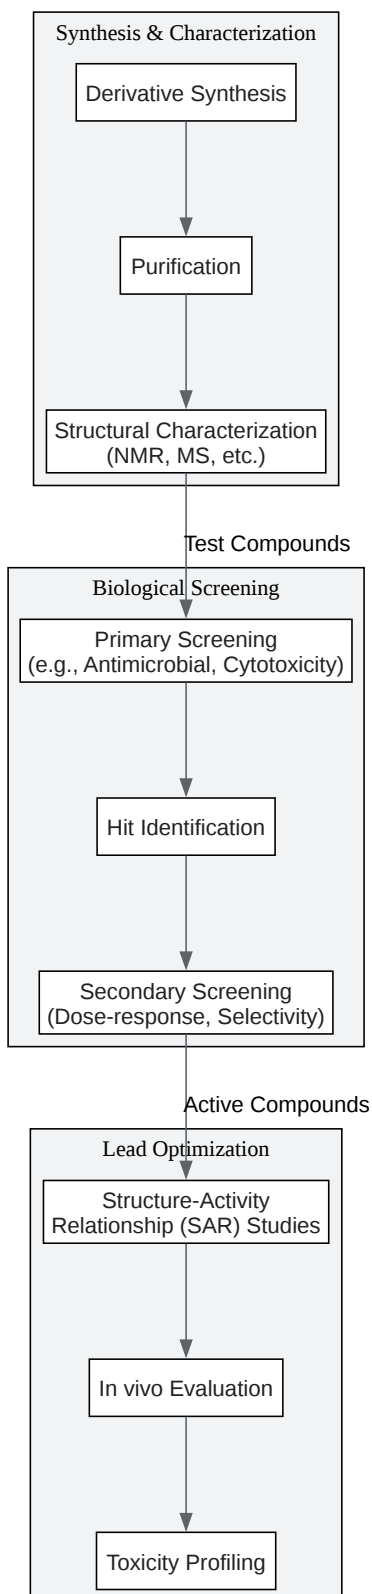 Synthesis & Characterization
Derivative Synthesis
Purification
Structural Characterization
(NMR, MS, etc.)
Test Compounds
Biological Screening
Primary Screening
(e.g., Antimicrobial, Cytotoxicity)
Hit Identification
Secondary Screening
(Dose-response, Selectivity)
Active Compounds
Lead Optimization
Structure-Activity
Relationship (SAR) Studies
In vivo Evaluation
Toxicity Profiling